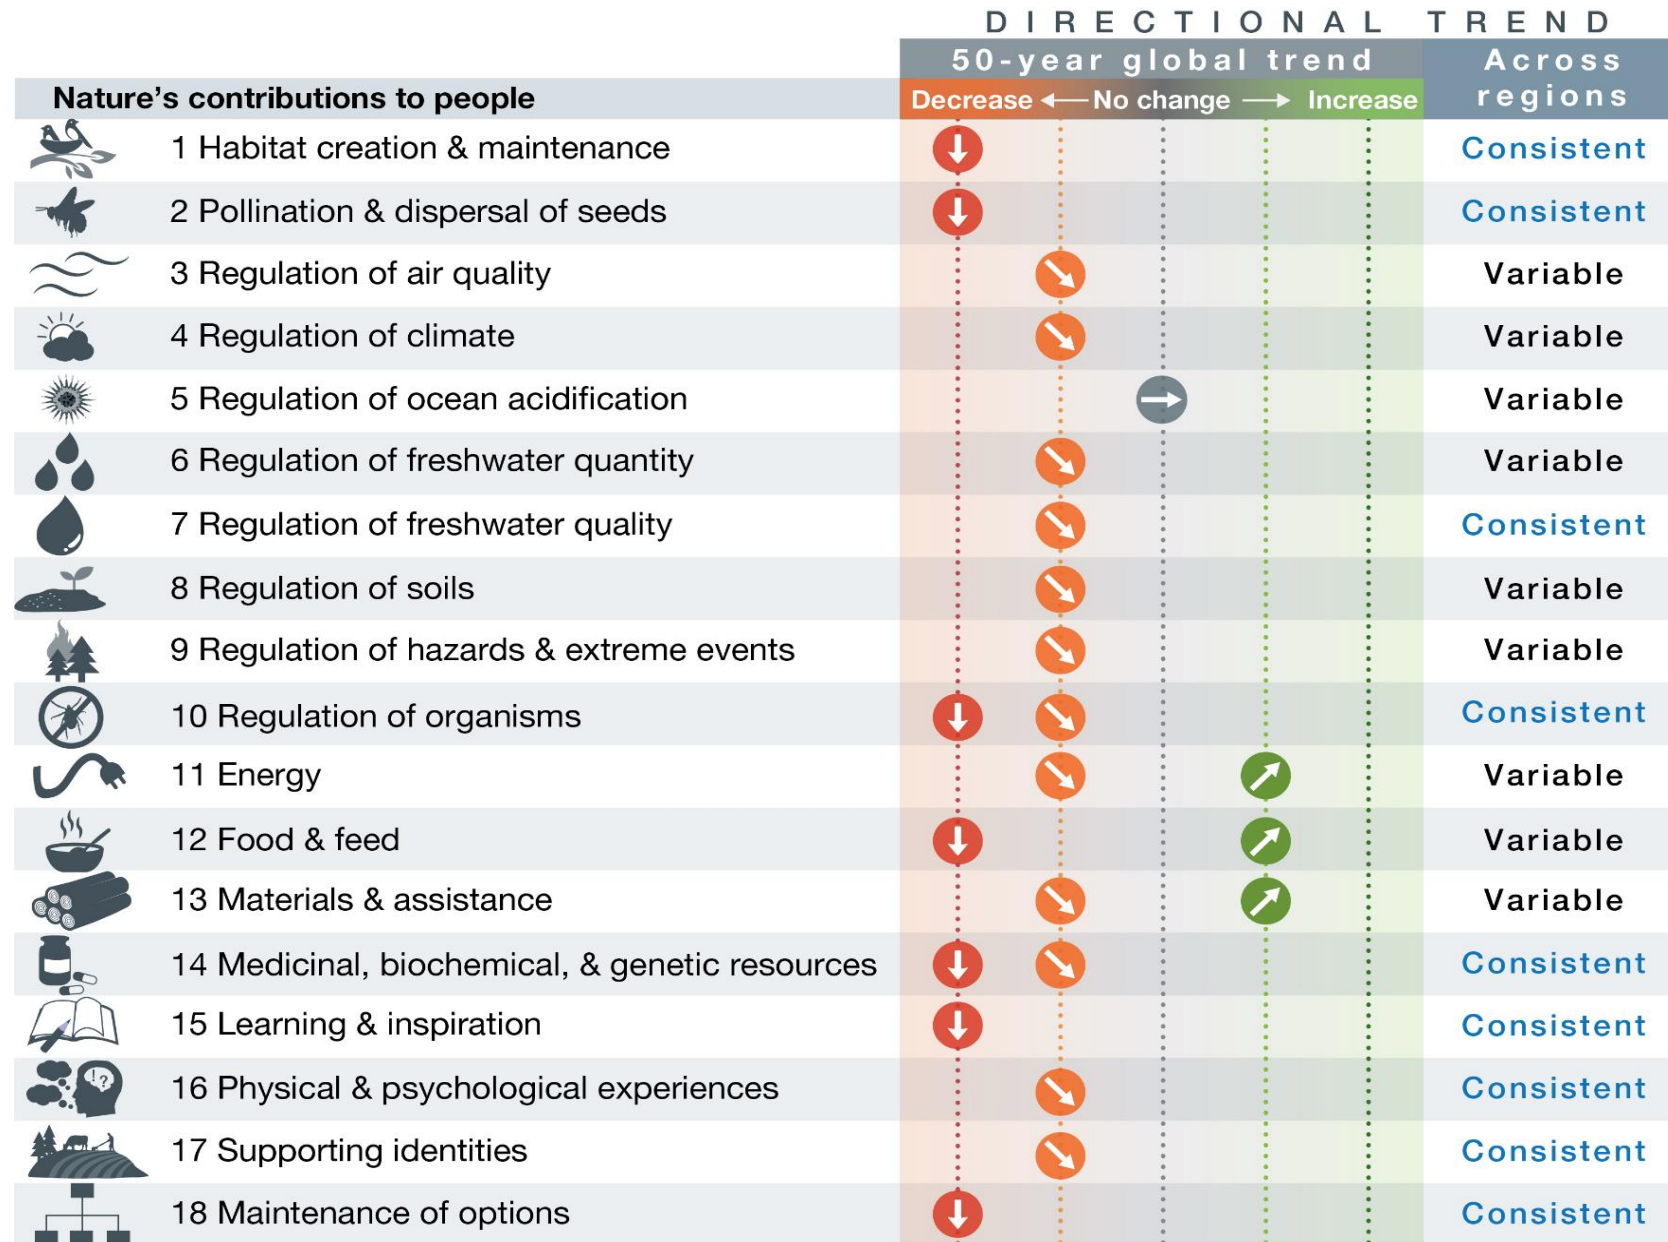 DIRECTIONAL TREND
50-year global trend
Across regions
Nature's contributions to people
Decrease ← No change → Increase
1 Habitat creation & maintenance Consistent
2 Pollination & dispersal of seeds Consistent
3 Regulation of air quality Variable
4 Regulation of climate Variable
5 Regulation of ocean acidification Variable
6 Regulation of freshwater quantity Variable
7 Regulation of freshwater quality Consistent
8 Regulation of soils Variable
9 Regulation of hazards & extreme events Variable
10 Regulation of organisms Consistent
11 Energy Variable
12 Food & feed Variable
13 Materials & assistance Variable
14 Medicinal, biochemical, & genetic resources Consistent
15 Learning & inspiration Consistent
!?
16 Physical & psychological experiences Consistent
17 Supporting identities Consistent
18 Maintenance of options Consistent